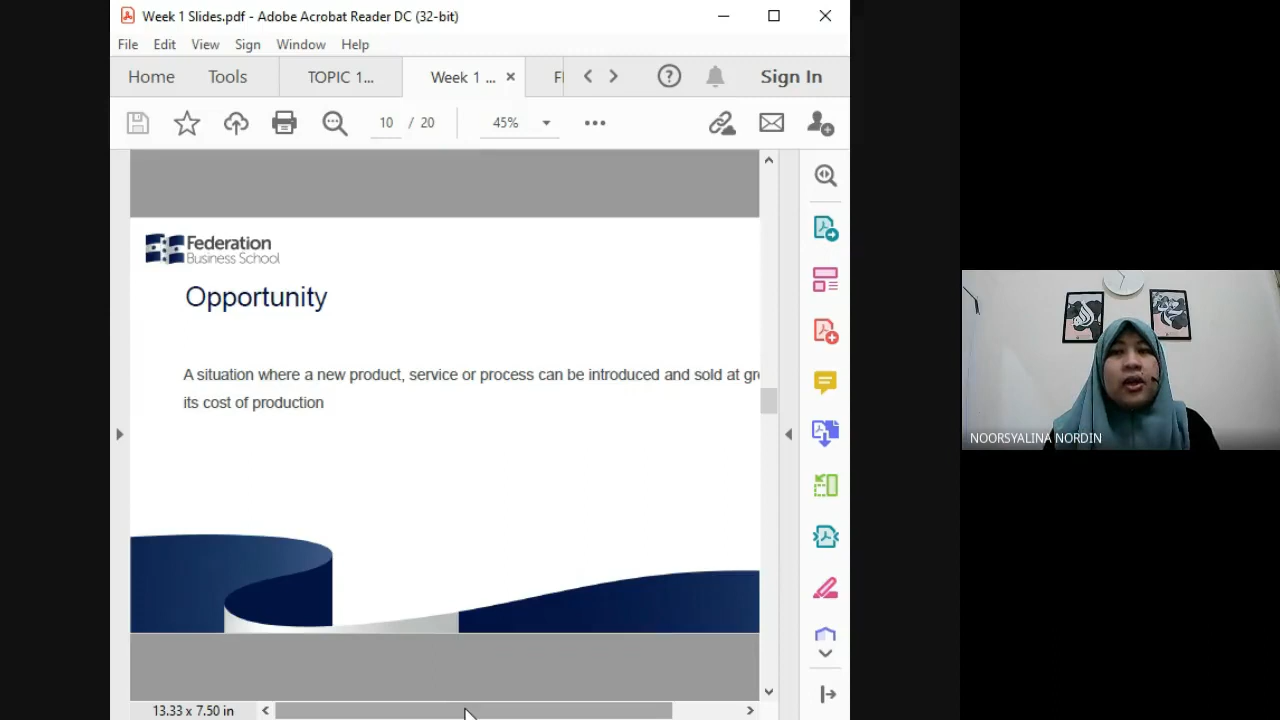 Week 1 Slides.pdf - Adobe Acrobat Reader DC (32-bit)
File Edit View Sign Window Help
Home Tools TOPIC 1... Week 1 ... Sign In
10 / 20 45%
Federation
Business School
Opportunity
A situation where a new product, service or process can be introduced and sold at
its cost of production
NOORSYALINA NORDIN
13.33 x 7.50 in